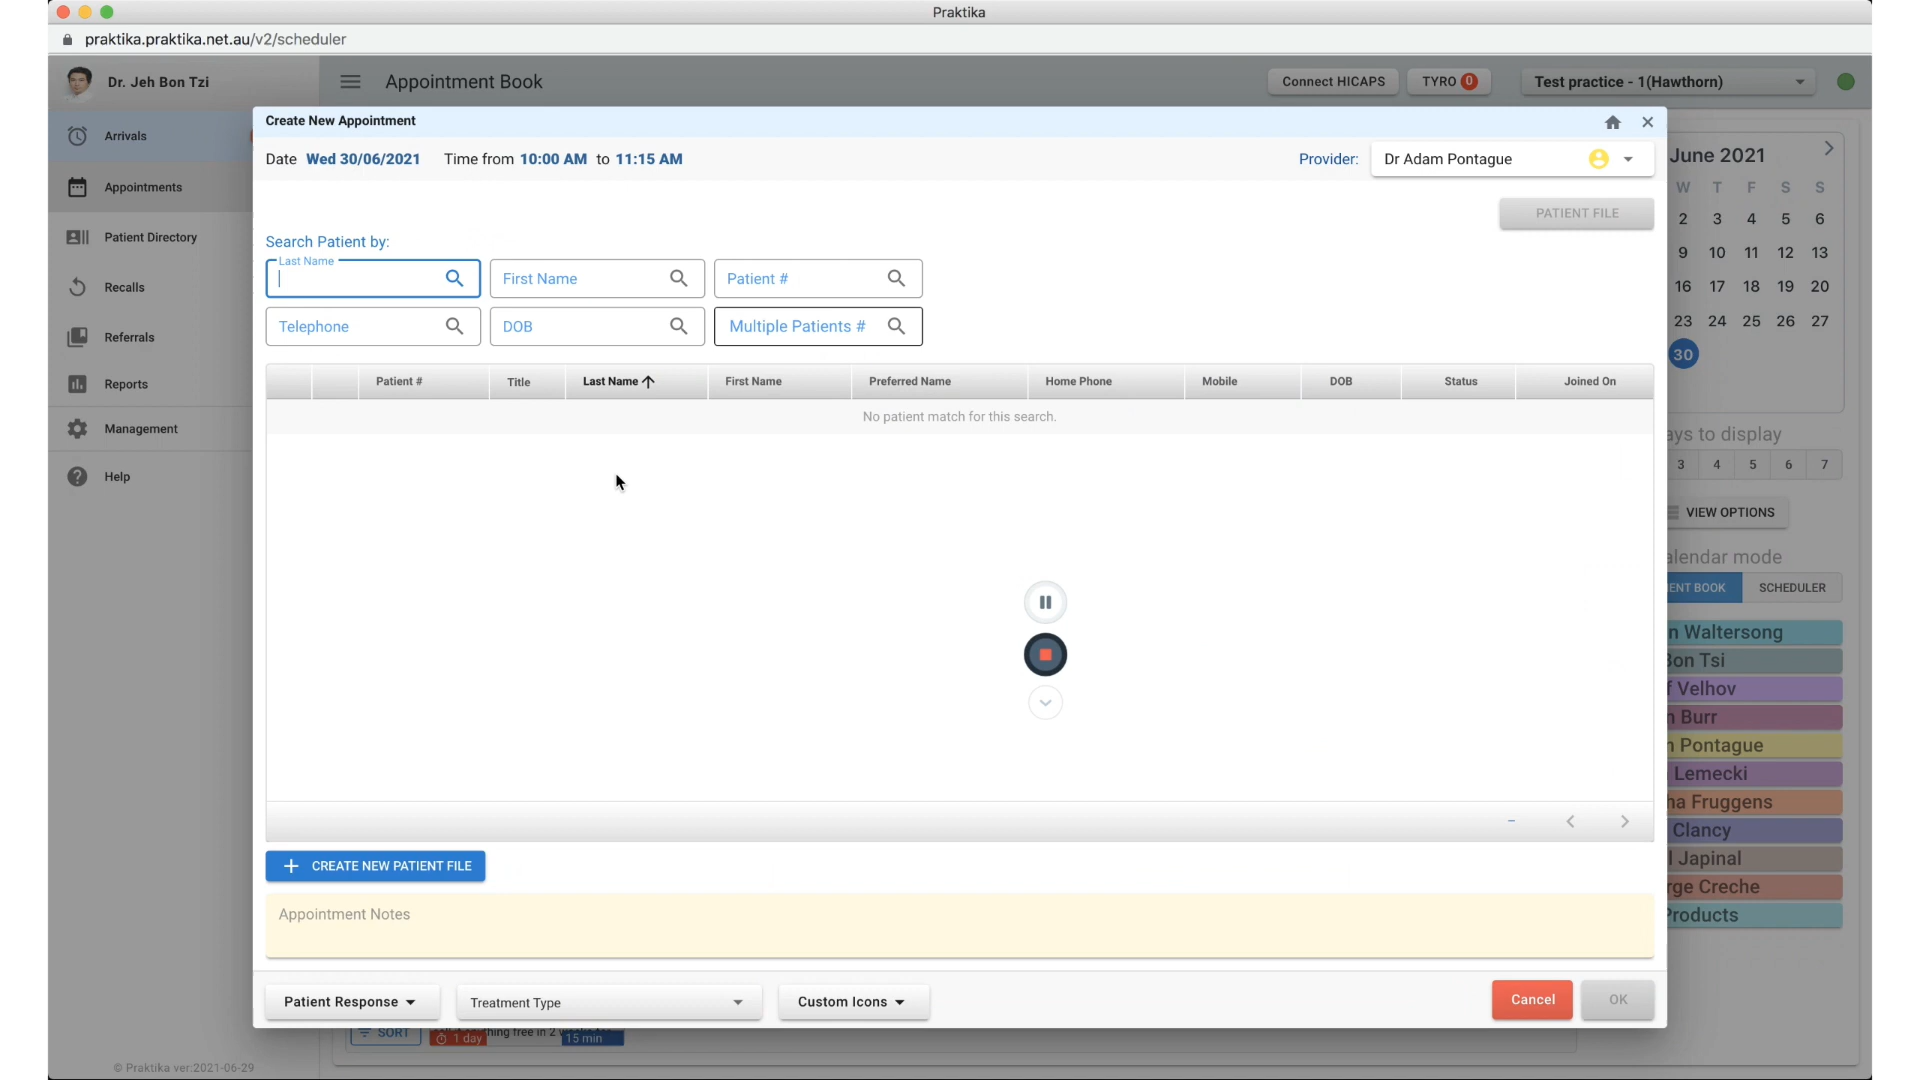 Praktika
praktika.praktika.net.au/v2/scheduler
Dr. Jeh Bon Tzi
Appointment Book
Connect HICAPS
TYRO 0
Test practice - 1(Hawthorn)
Arrivals
Appointments
Patient Directory
Recalls
Referrals
Reports
Management
Help
© Praktika ver:2021-06-29
Create New Appointment
Date Wed 30/06/2021 Time from 10:00 AM to 11:15 AM
Provider: Dr Adam Pontague
PATIENT FILE
Search Patient by:
Last Name
First Name
Patient #
Telephone
DOB
Multiple Patients #
Patient # Title Last Name First Name Preferred Name Home Phone Mobile DOB Status Joined On
No patient match for this search.
–
CREATE NEW PATIENT FILE
Appointment Notes
Patient Response
Treatment Type
Custom Icons
Cancel
OK
SORT
1 day
thing free in 2
15 min
June 2021
W T F S S
2 3 4 5 6
9 10 11 12 13
16 17 18 19 20
23 24 25 26 27
30
ays to display
3 4 5 6 7
VIEW OPTIONS
alendar mode
ENT BOOK SCHEDULER
n Waltersong
Bon Tsi
f Velhov
n Burr
n Pontague
Lemecki
ha Fruggens
Clancy
l Japinal
rge Creche
Products